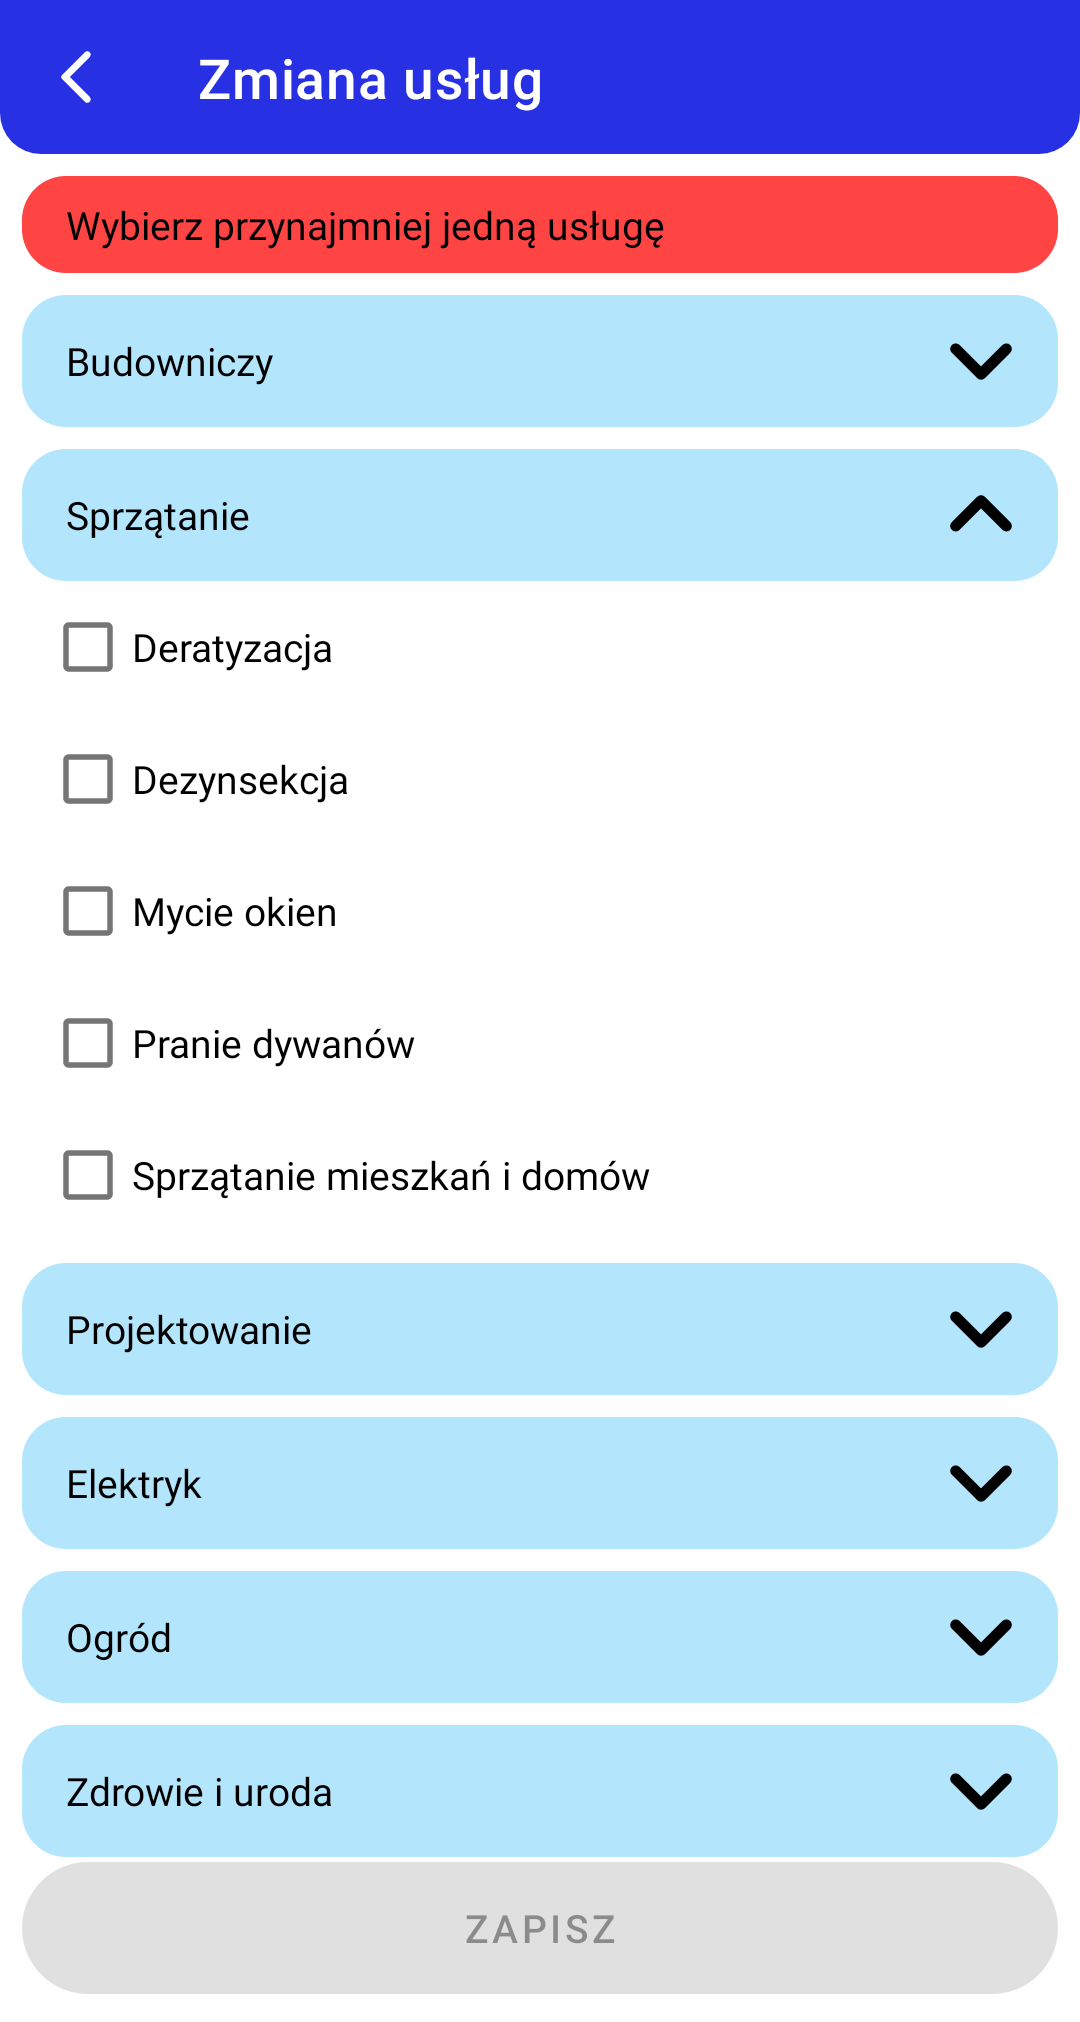 Zmiana usług
Wybierz przynajmniej jedną usługę
Budowniczy
Sprzątanie
Deratyzacja
Dezynsekcja
Mycie okien
Pranie dywanów
Sprzątanie mieszkań i domów
Projektowanie
Elektryk
Ogród
Zdrowie i uroda
ZAPISZ